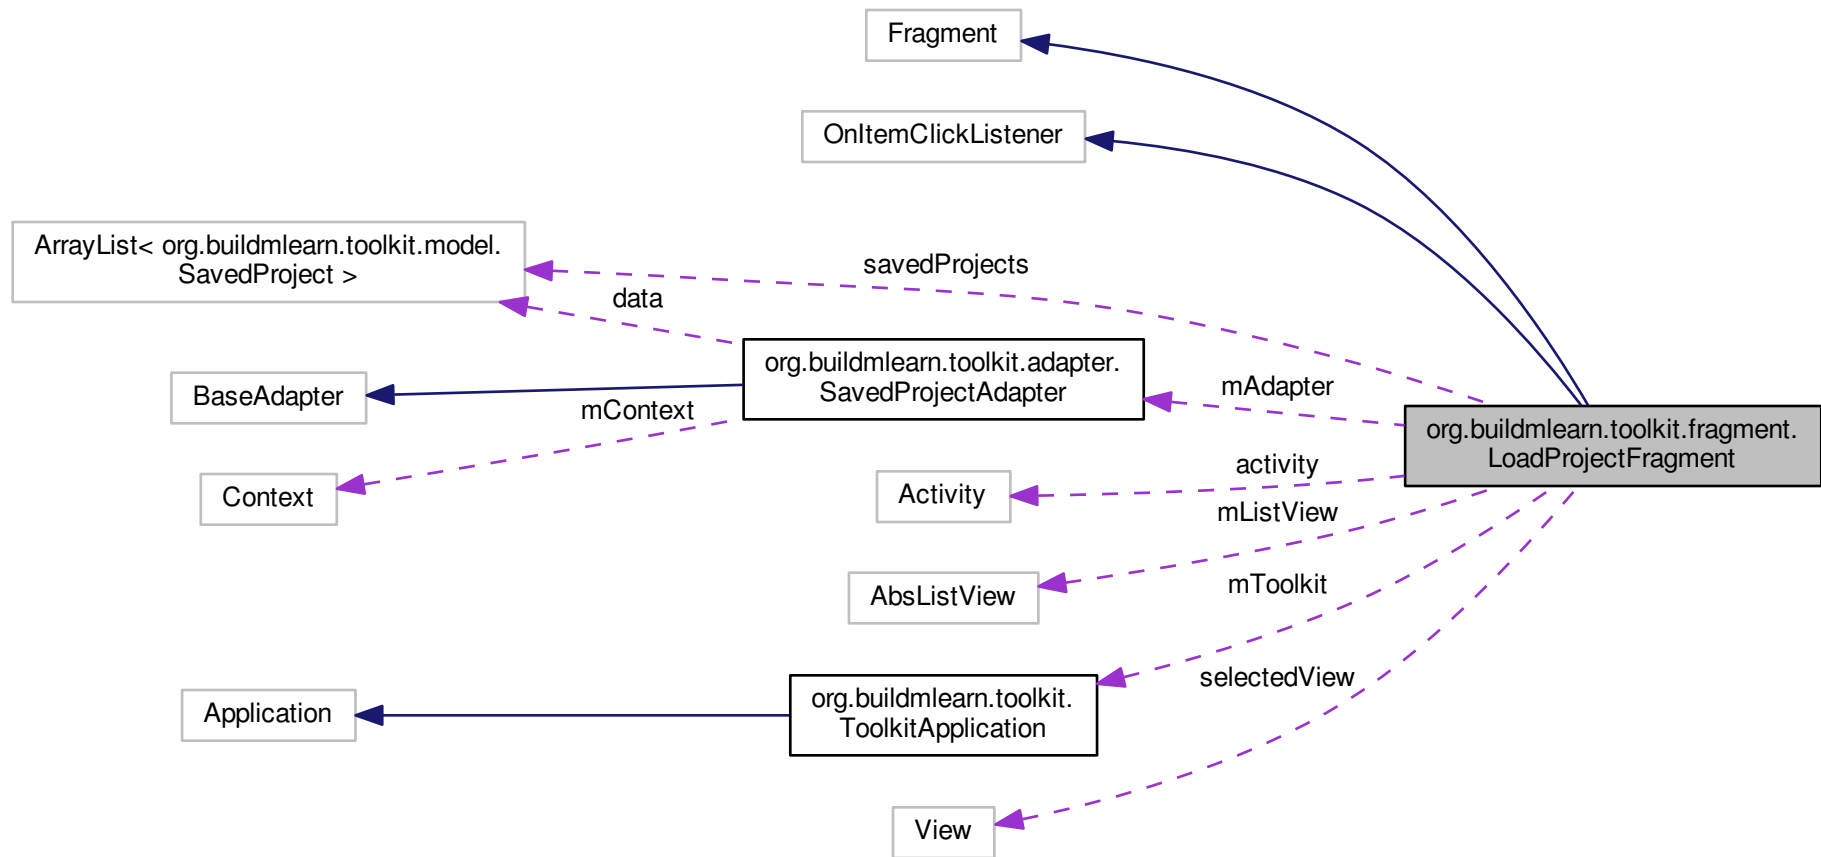 Fragment
OnItemClickListener
ArrayList< org.buildmlearn.toolkit.model.
SavedProject >
savedProjects
data
org.buildmlearn.toolkit.adapter.
SavedProjectAdapter
BaseAdapter
mContext
mAdapter
org.buildmlearn.toolkit.fragment.
LoadProjectFragment
Context
Activity
activity
mListView
AbsListView
mToolkit
org.buildmlearn.toolkit.
ToolkitApplication
Application
selectedView
View